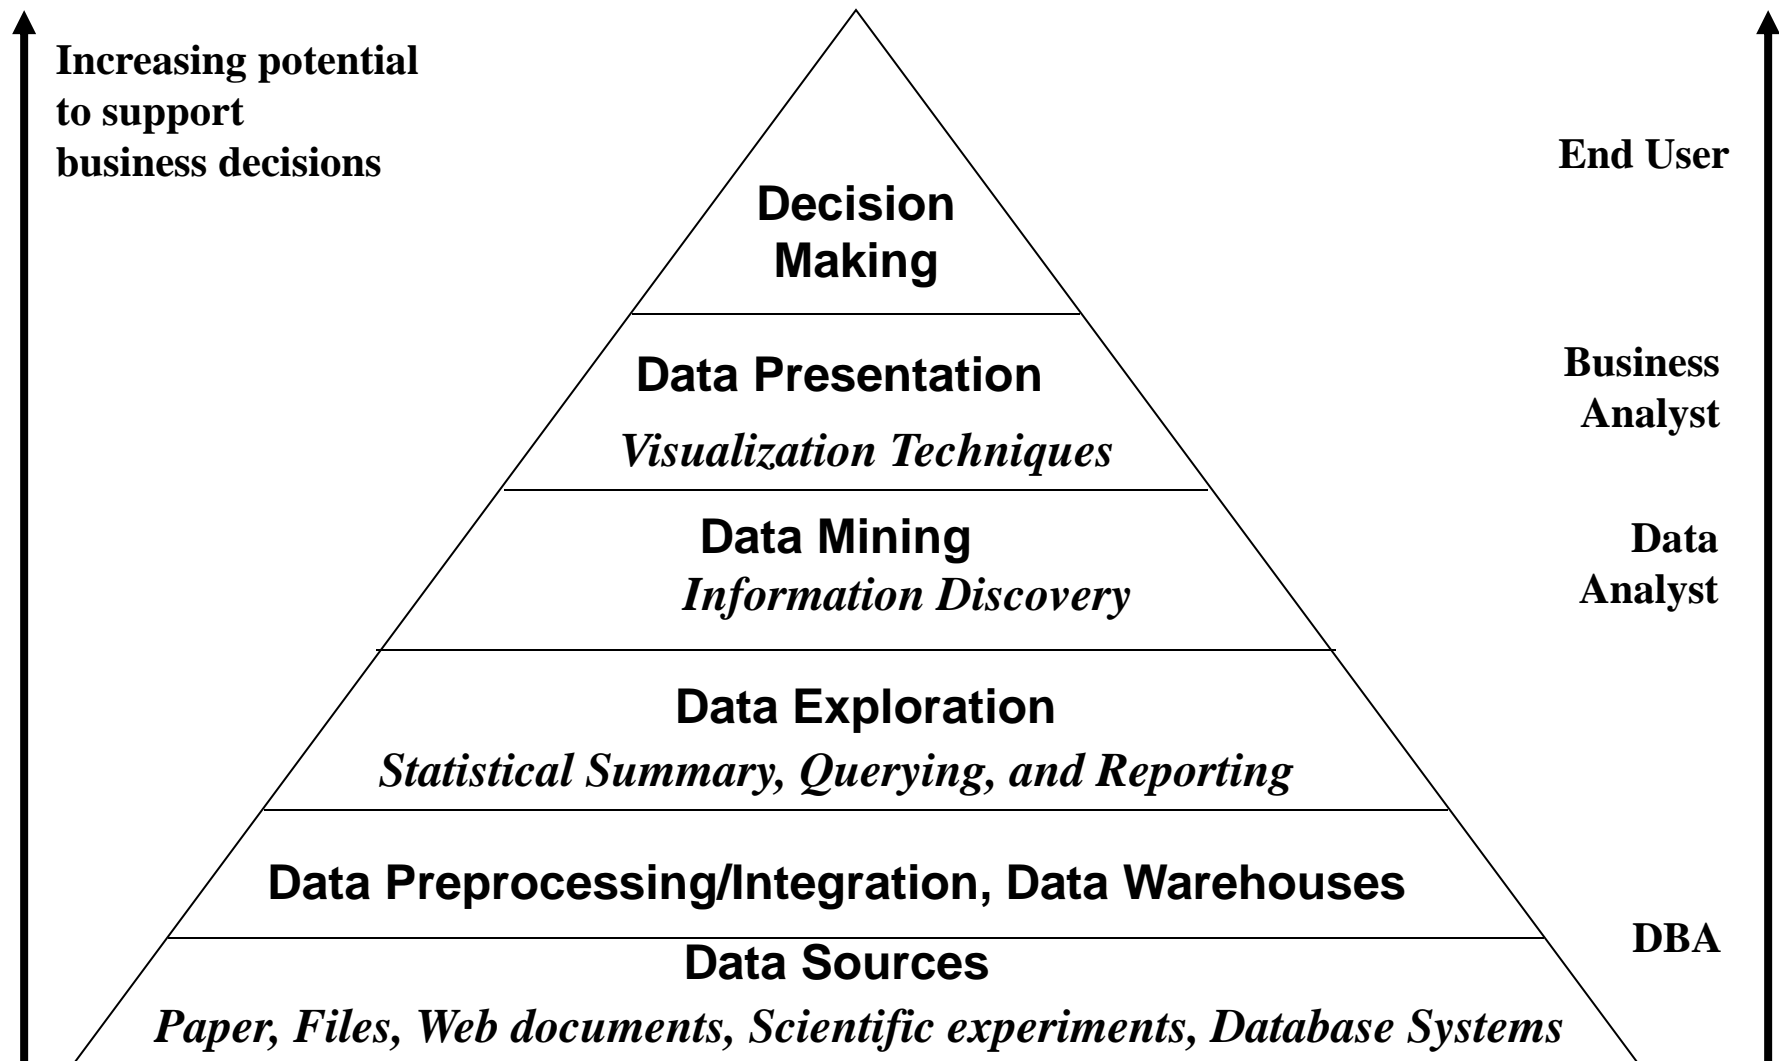 Increasing potential
to support
business decisions
End User
Decision
Making
Business
Analyst
Data Presentation
Visualization Techniques
Data Mining
Information Discovery
Data
Analyst
Data Exploration
Statistical Summary, Querying, and Reporting
Data Preprocessing/Integration, Data Warehouses
DBA
Data Sources
Paper, Files, Web documents, Scientific experiments, Database Systems